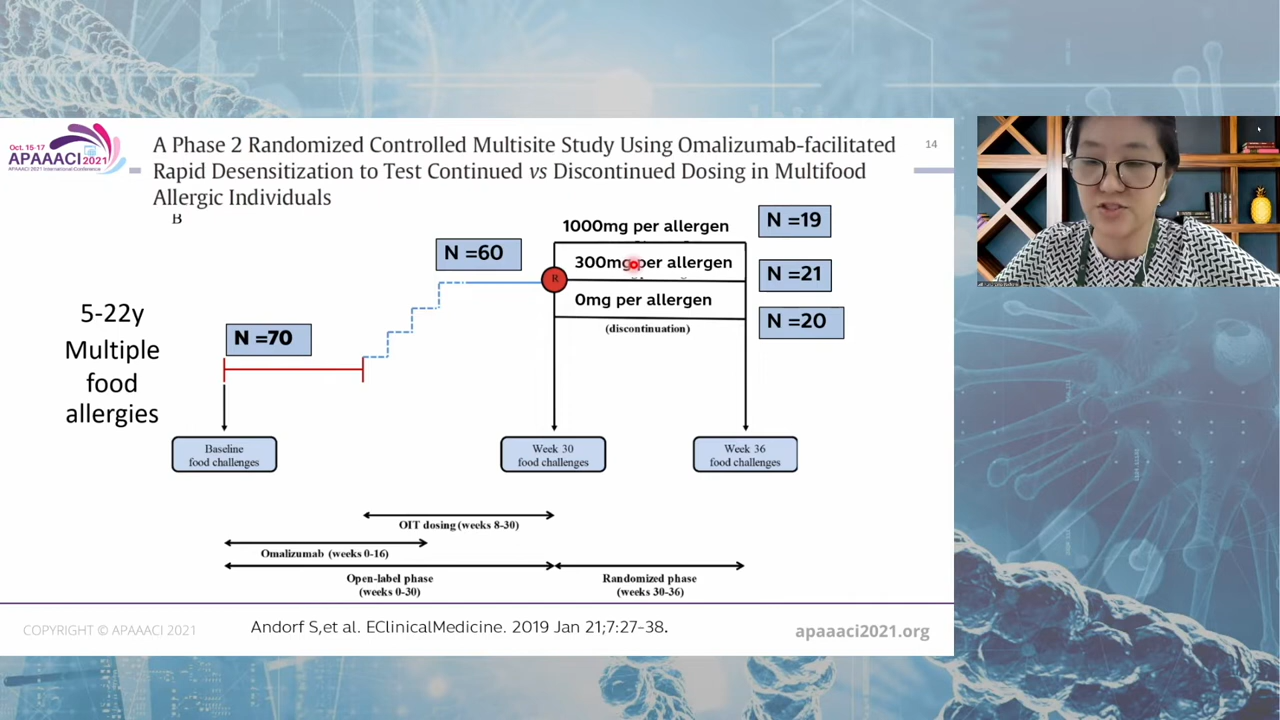 Oct. 15-17
APAAACI 2021
APAAACI 2021 International Conference
A Phase 2 Randomized Controlled Multisite Study Using Omalizumab-facilitated
Rapid Desensitization to Test Continued vs Discontinued Dosing in Multifood
Allergic Individuals
14
B
5-22y
Multiple
food
allergies
N =70
N =60
R
1000mg per allergen
300mg per allergen
0mg per allergen
(discontinuation)
N =19
N =21
N =20
Baseline
food challenges
Week 30
food challenges
Week 36
food challenges
OIT dosing (weeks 8-30)
Omalizumab (weeks 0-16)
Open-label phase
(weeks 0-30)
Randomized phase
(weeks 30-36)
COPYRIGHT © APAAACI 2021
Andorf S,et al. EClinicalMedicine. 2019 Jan 21;7:27–38.
apaaaci2021.org